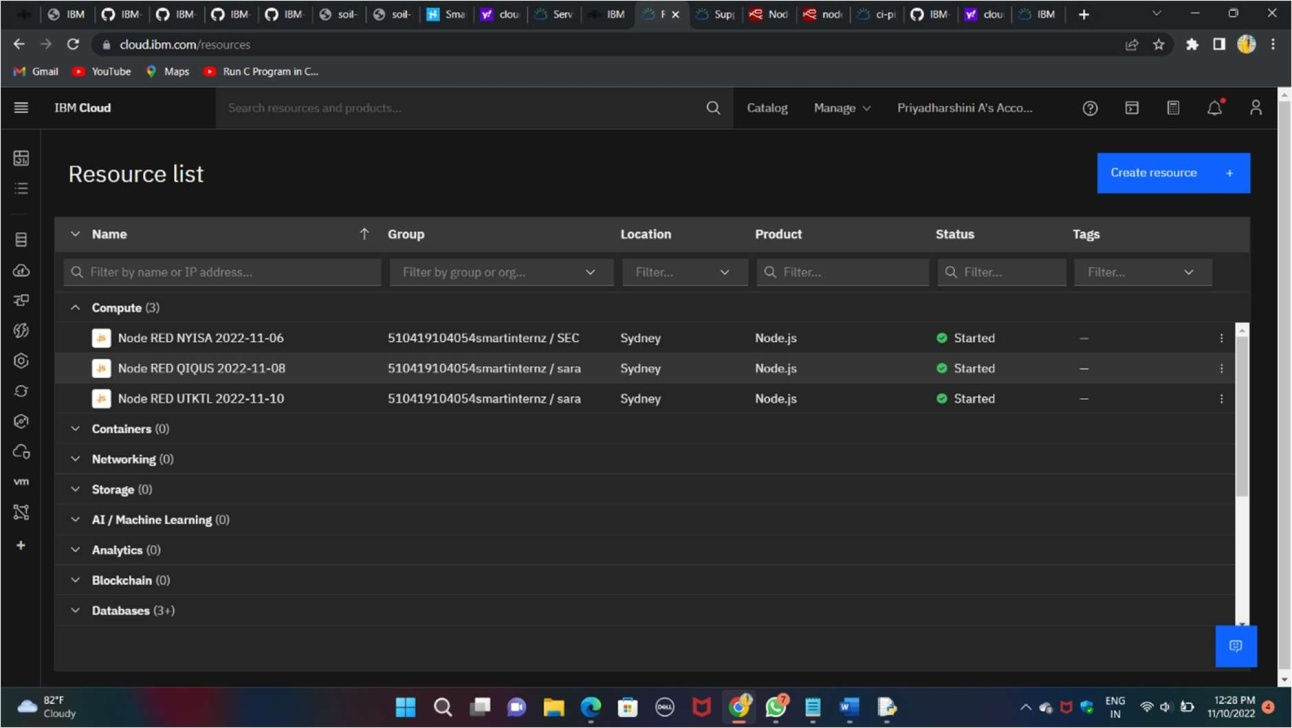 IBM IBM- IBM- IBM- IBM- soil- soil- Sma clou Serv IBM Sup Nod node ci-p IBM- clou IBM
cloud.ibm.com/resources
Gmail YouTube Maps Run C Program in C...
IBM Cloud Search resources and products... Catalog Manage Priyadharshini A's Acco...
Resource list
Create resource +
Name Group Location Product Status Tags
Filter by name or IP address... Filter by group or org... Filter... Filter... Filter... Filter...
Compute (3)
Node RED NYISA 2022-11-06 510419104054smartinternz / SEC Sydney Node.js Started —
Node RED QIQUS 2022-11-08 510419104054smartinternz / sara Sydney Node.js Started —
Node RED UTKTL 2022-11-10 510419104054smartinternz / sara Sydney Node.js Started —
Containers (0)
Networking (0)
Storage (0)
vm
AI / Machine Learning (0)
Analytics (0)
Blockchain (0)
Databases (3+)
82°F
Cloudy
ENG
IN
12:28 PM
11/10/2022
4